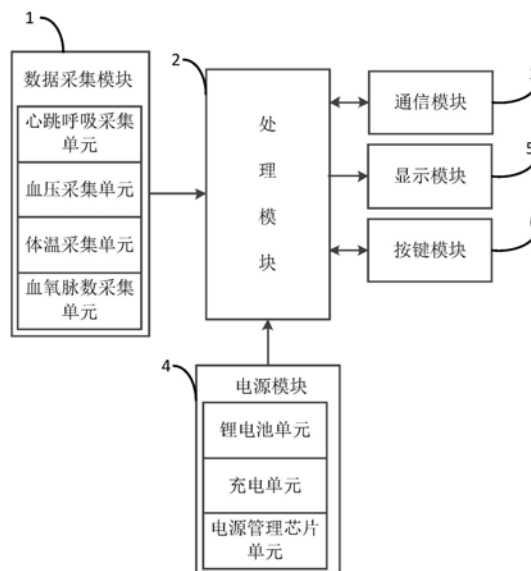 1
数据采集模块
心跳呼吸采集
单元
血压采集单元
体温采集单元
血氧脉数采集
单元
2
处
理
模
块
通信模块
显示模块
5
按键模块
4
电源模块
锂电池单元
充电单元
电源管理芯片
单元